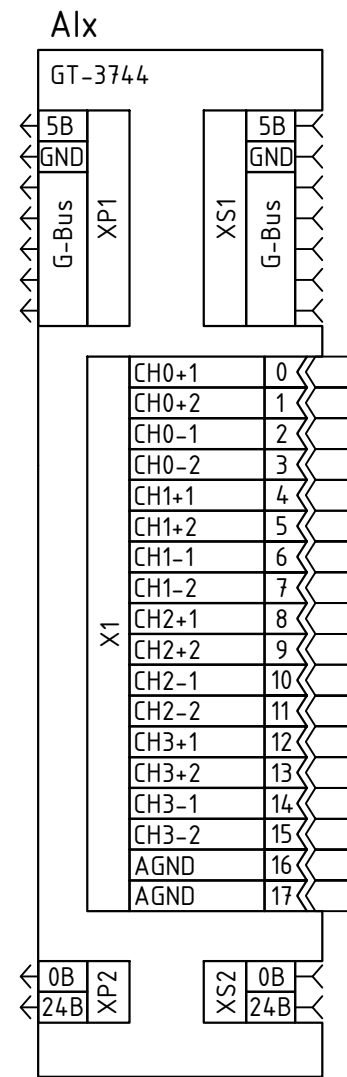 AIx
GT-3744
5В 5В
GND GND
G-Bus XP1 XS1 G-Bus
X1
CH0+1 0
CH0+2 1
CH0-1 2
CH0-2 3
CH1+1 4
CH1+2 5
CH1-1 6
CH1-2 7
CH2+1 8
CH2+2 9
CH2-1 10
CH2-2 11
CH3+1 12
CH3+2 13
CH3-1 14
CH3-2 15
AGND 16
AGND 17
0В XP2 XS2 0В
24В 24В